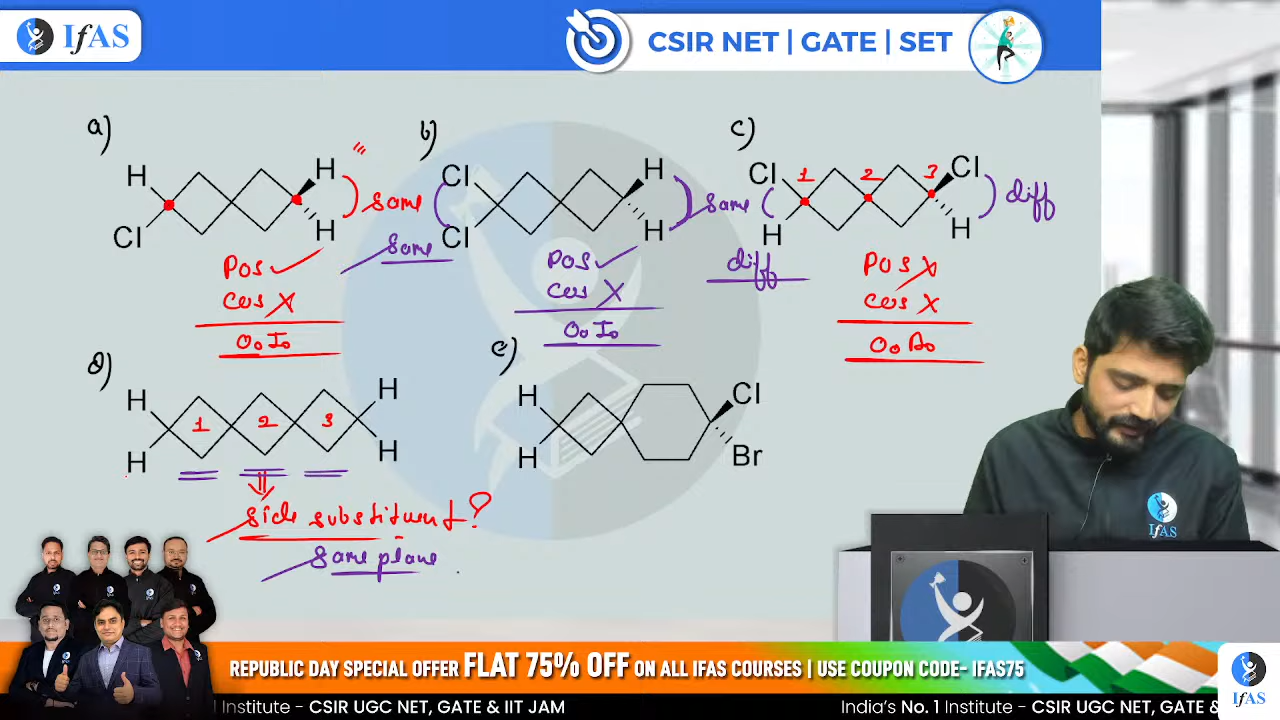 IfAS
CSIR NET | GATE | SET
a)
H
H
Cl
H
same
same
POS
COS X
O.I.
b)
Cl
H
Cl
H
same
diff
POS
COS X
O.I.
c)
Cl
1
2
3
Cl
H
H
diff
POS X
COS X
O.A.
d)
H
H
1
2
3
H
H
side substituent?
same plane
e)
H
Cl
H
Br
IfAS
REPUBLIC DAY SPECIAL OFFER FLAT 75% OFF ON ALL IFAS COURSES | USE COUPON CODE- IFAS75
IfAS
Institute - CSIR UGC NET, GATE & IIT JAM
India's No. 1 Institute - CSIR UGC NET, GATE &